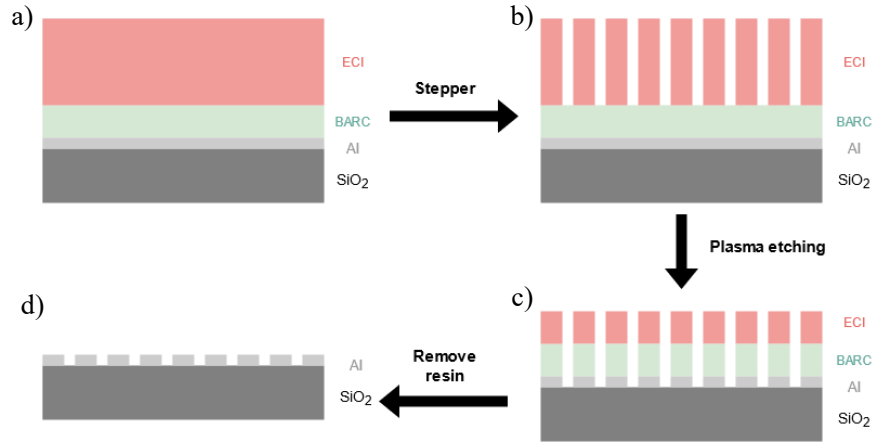 a)
ECI
BARC
Al
SiO2
Stepper
b)
ECI
BARC
Al
SiO2
Plasma etching
c)
ECI
BARC
Al
SiO2
Remove
resin
d)
Al
SiO2